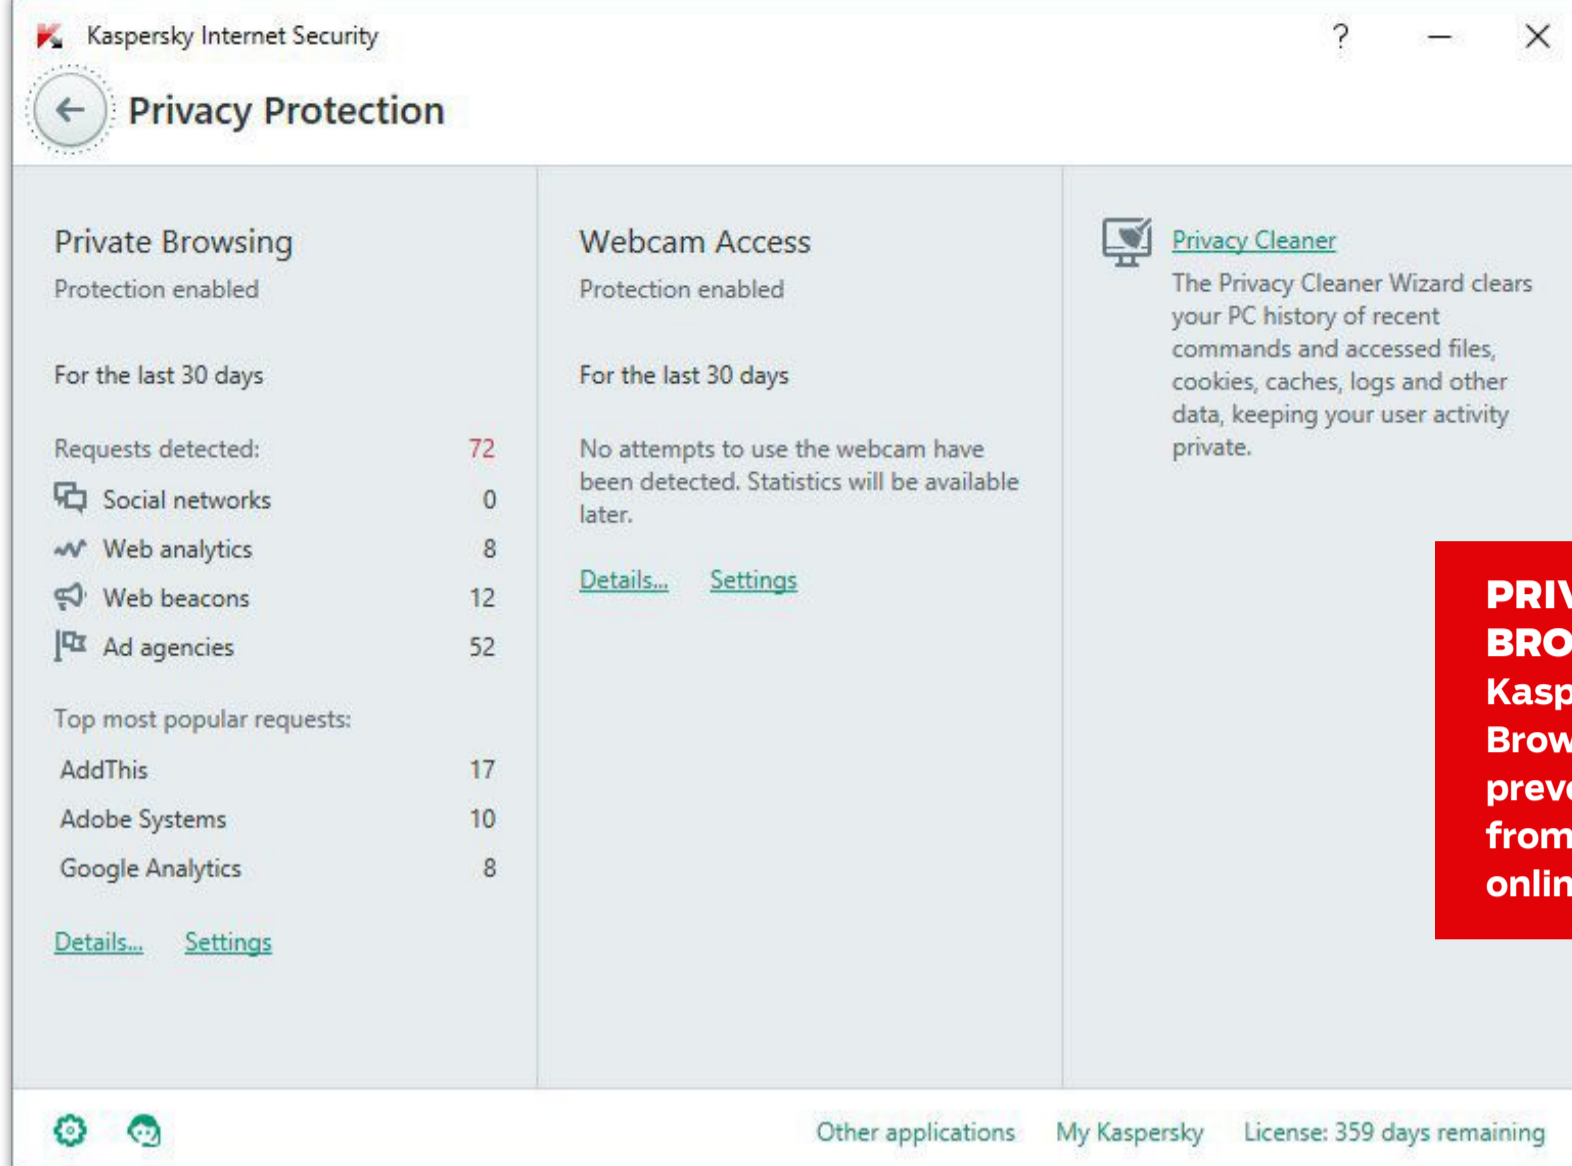 Kaspersky Internet Security
?
Privacy Protection
Private Browsing
Protection enabled
For the last 30 days
Requests detected: 72
Social networks 0
Web analytics 8
Web beacons 12
Ad agencies 52
Top most popular requests:
AddThis 17
Adobe Systems 10
Google Analytics 8
Details... Settings
Webcam Access
Protection enabled
For the last 30 days
No attempts to use the webcam have
been detected. Statistics will be available
later.
Details... Settings
Privacy Cleaner
The Privacy Cleaner Wizard clears
your PC history of recent
commands and accessed files,
cookies, caches, logs and other
data, keeping your user activity
private.
from
Other applications My Kaspersky License: 359 days remaining